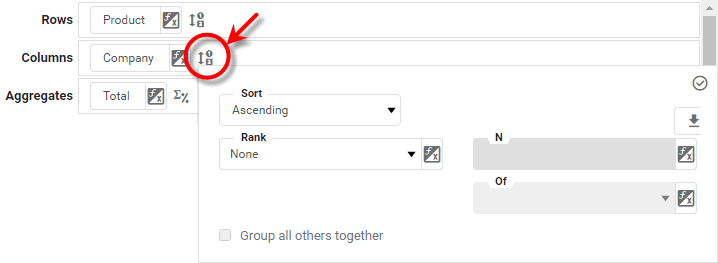 Rows Product
Columns Company
Aggregates Total
Sort
Ascending
Rank
None
N
Of
Group all others together